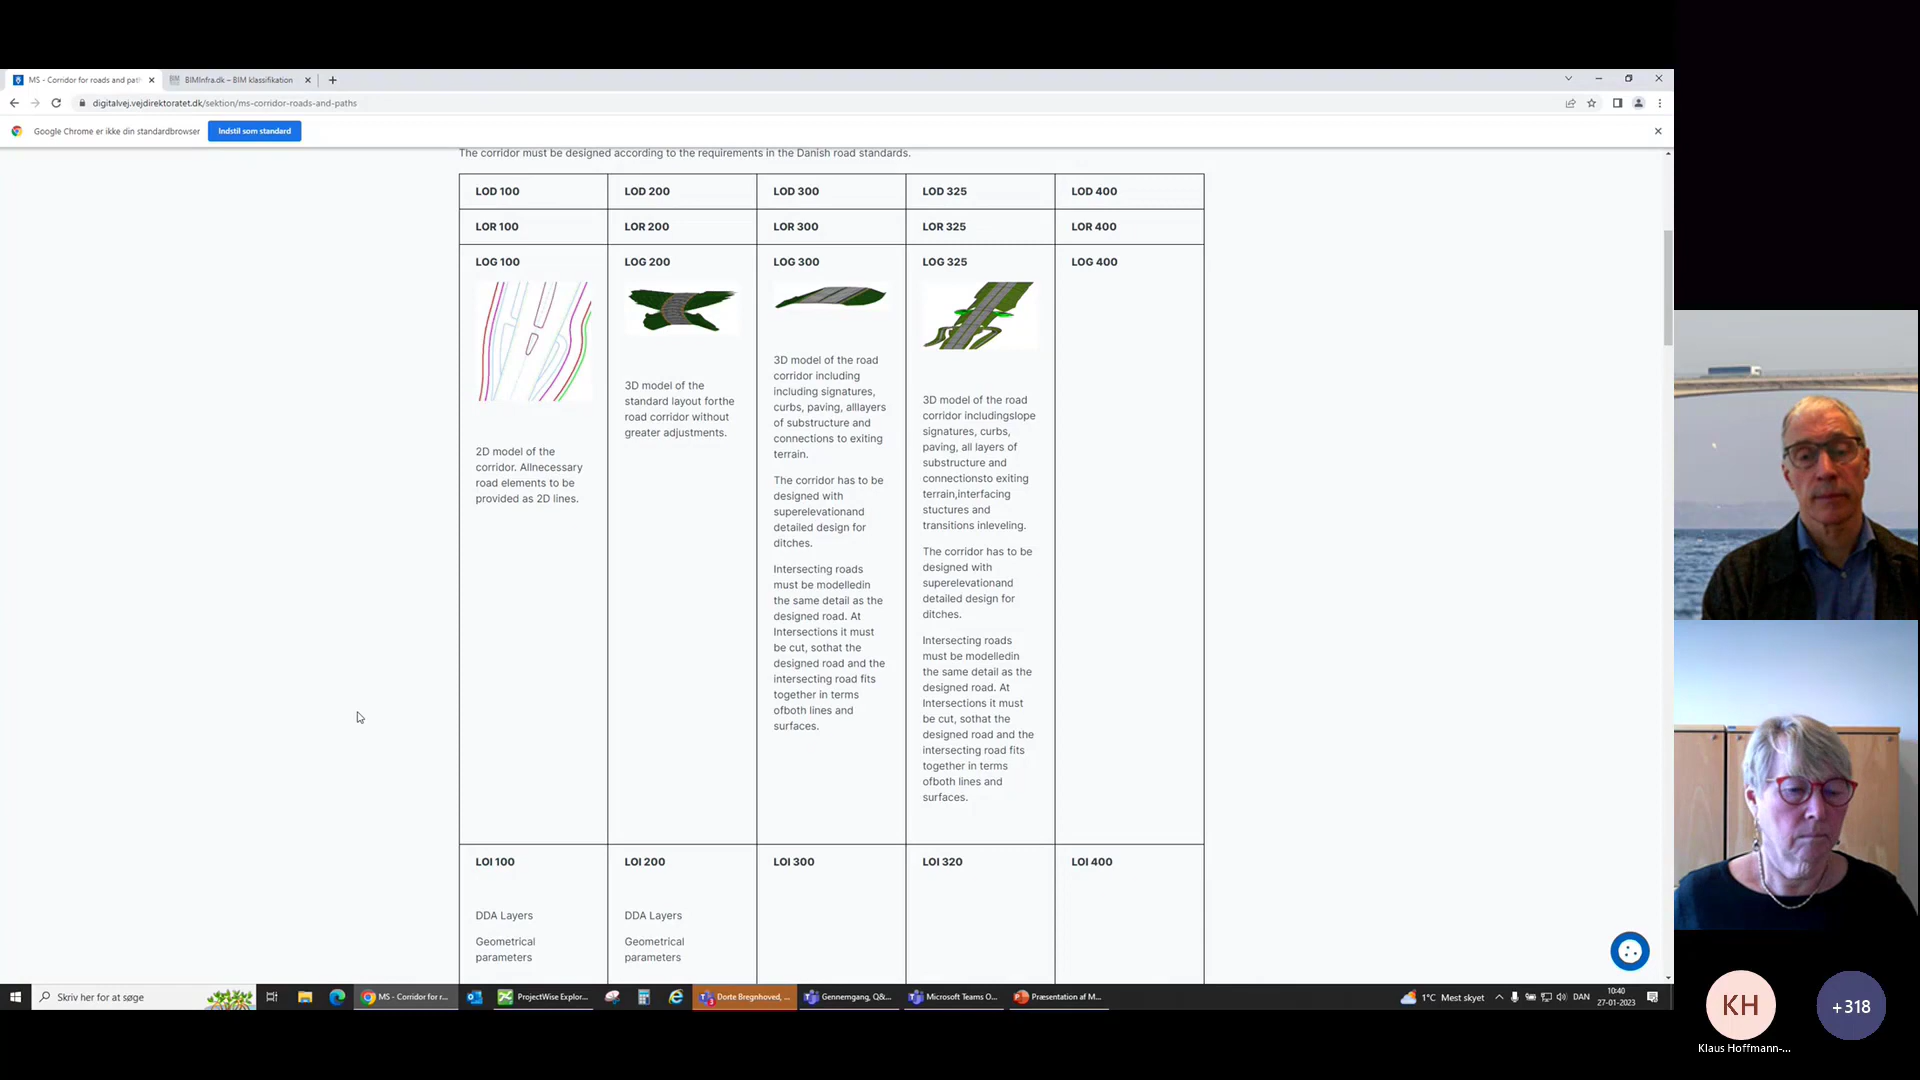 MS - Corridor for roads and pat
BIMInfra.dk – BIM klassifikation
digitalvej.vejdirektoratet.dk/sektion/ms-corridor-roads-and-paths
Google Chrome er ikke din standardbrowser
Indstil som standard
The corridor must be designed according to the requirements in the Danish road standards.
LOD 100
LOD 200
LOD 300
LOD 325
LOD 400
LOR 100
LOR 200
LOR 300
LOR 325
LOR 400
LOG 100
2D model of the
corridor. Allnecessary
road elements to be
provided as 2D lines.
LOG 200
3D model of the
standard layout forthe
road corridor without
greater adjustments.
LOG 300
3D model of the road
corridor including
including signatures,
curbs, paving, alllayers
of substructure and
connections to exiting
terrain.
The corridor has to be
designed with
superelevationand
detailed design for
ditches.
Intersecting roads
must be modelledin
the same detail as the
designed road. At
Intersections it must
be cut, sothat the
designed road and the
intersecting road fits
together in terms
ofboth lines and
surfaces.
LOG 325
3D model of the road
corridor includingslope
signatures, curbs,
paving, all layers of
substructure and
connectionsto exiting
terrain,interfacing
stuctures and
transitions inleveling.
The corridor has to be
designed with
superelevationand
detailed design for
ditches.
Intersecting roads
must be modelledin
the same detail as the
designed road. At
Intersections it must
be cut, sothat the
designed road and the
intersecting road fits
together in terms
ofboth lines and
surfaces.
LOG 400
LOI 100
DDA Layers
Geometrical
parameters
LOI 200
DDA Layers
Geometrical
parameters
LOI 300
LOI 320
LOI 400
Skriv her for at søge
MS - Corridor for r...
ProjectWise Explor...
Dorte Bregnhoved, ...
Gennemgang, Q&...
Microsoft Teams O...
Præsentation af M...
1°C Mest skyet
DAN
10:40
27-01-2023
KH
Klaus Hoffmann-...
+318